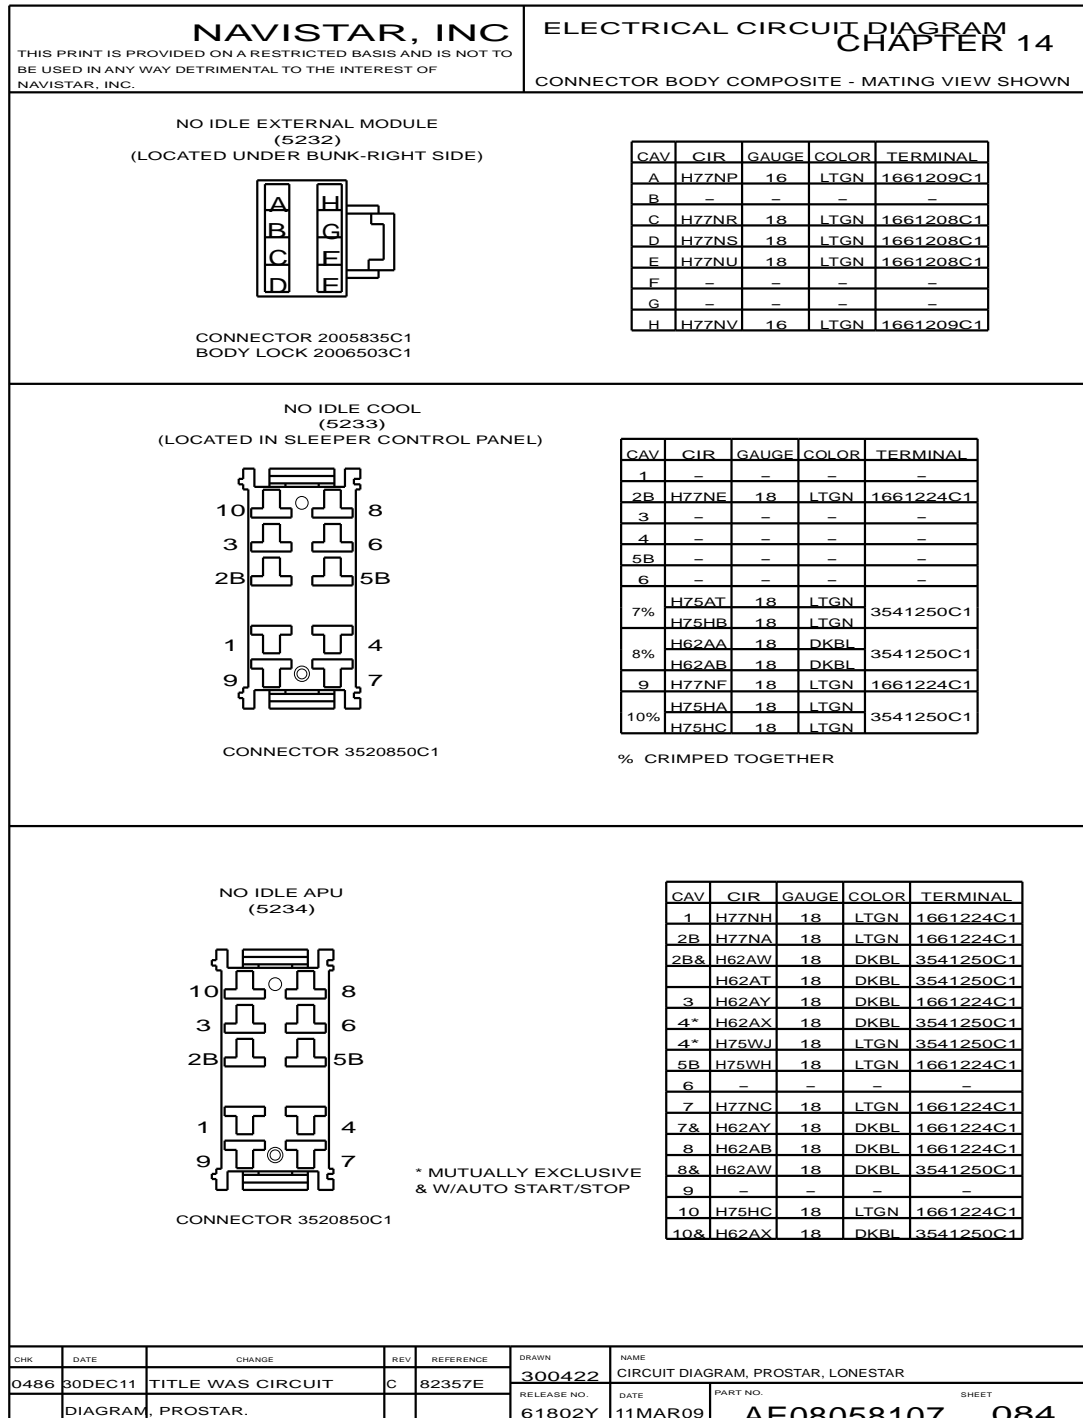 NAVISTAR, INC
THIS PRINT IS PROVIDED ON A RESTRICTED BASIS AND IS NOT TO
BE USED IN ANY WAY DETRIMENTAL TO THE INTEREST OF
NAVISTAR, INC.
ELECTRICAL CIRCUIT DIAGRAM
CHAPTER 14
CONNECTOR BODY COMPOSITE - MATING VIEW SHOWN
NO IDLE EXTERNAL MODULE
(5232)
(LOCATED UNDER BUNK-RIGHT SIDE)
A H
B G
C F
D E
CONNECTOR 2005835C1
BODY LOCK 2006503C1
CAV CIR GAUGE COLOR TERMINAL
A H77NP 16 LTGN 1661209C1
B – – – –
C H77NR 18 LTGN 1661208C1
D H77NS 18 LTGN 1661208C1
E H77NU 18 LTGN 1661208C1
F – – – –
G – – – –
H H77NV 16 LTGN 1661209C1
NO IDLE COOL
(5233)
(LOCATED IN SLEEPER CONTROL PANEL)
10 8
3 6
2B 5B
1 4
9 7
CONNECTOR 3520850C1
CAV CIR GAUGE COLOR TERMINAL
1 – – – –
2B H77NE 18 LTGN 1661224C1
3 – – – –
4 – – – –
5B – – – –
6 – – – –
7% H75AT 18 LTGN 3541250C1
H75HB 18 LTGN
8% H62AA 18 DKBL 3541250C1
H62AB 18 DKBL
9 H77NF 18 LTGN 1661224C1
10% H75HA 18 LTGN 3541250C1
H75HC 18 LTGN
% CRIMPED TOGETHER
NO IDLE APU
(5234)
10 8
3 6
2B 5B
1 4
9 7
CONNECTOR 3520850C1
* MUTUALLY EXCLUSIVE
& W/AUTO START/STOP
CAV CIR GAUGE COLOR TERMINAL
1 H77NH 18 LTGN 1661224C1
2B H77NA 18 LTGN 1661224C1
2B& H62AW 18 DKBL 3541250C1
H62AT 18 DKBL 3541250C1
3 H62AY 18 DKBL 1661224C1
4* H62AX 18 DKBL 3541250C1
4* H75WJ 18 LTGN 3541250C1
5B H75WH 18 LTGN 1661224C1
6 – – – –
7 H77NC 18 LTGN 1661224C1
7& H62AY 18 DKBL 1661224C1
8 H62AB 18 DKBL 1661224C1
8& H62AW 18 DKBL 3541250C1
9 – – – –
10 H75HC 18 LTGN 1661224C1
10& H62AX 18 DKBL 3541250C1
CHK DATE CHANGE REV REFERENCE
0486 30DEC11 TITLE WAS CIRCUIT C 82357E
DIAGRAM, PROSTAR.
DRAWN
300422
NAME
CIRCUIT DIAGRAM, PROSTAR, LONESTAR
RELEASE NO.
61802Y
DATE
11MAR09
PART NO.
AE08058107
SHEET
084